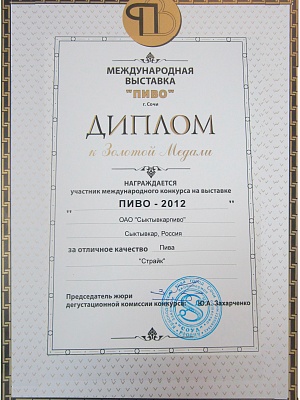 МЕЖДУНАРОДНАЯ
ВЫСТАВКА
"ПИВО"
г. Сочи
ДИПЛОМ
к Золотой Медали
НАГРАЖДАЕТСЯ
участник международного конкурса на выставке
ПИВО - 2012
" "
ОАО "Сыктывкарпиво"
Сыктывкар, Россия
за отличное качество Пива
"Страйк"
Председатель жюри
дегустационной комиссии конкурса Ю.А. Захарченко
СОУД